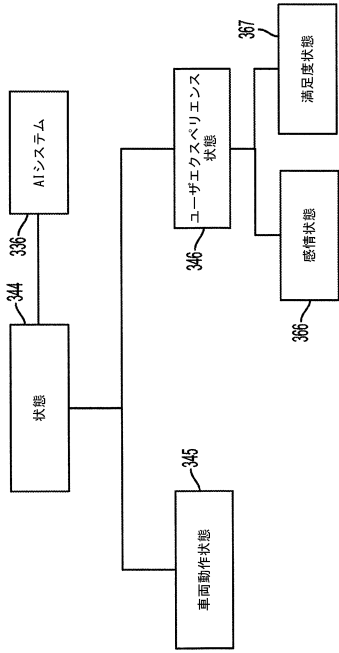 状態
344
AIシステム
336
車両動作状態
345
ユーザエクスペリエンス
状態
346
感情状態
366
満足度状態
367